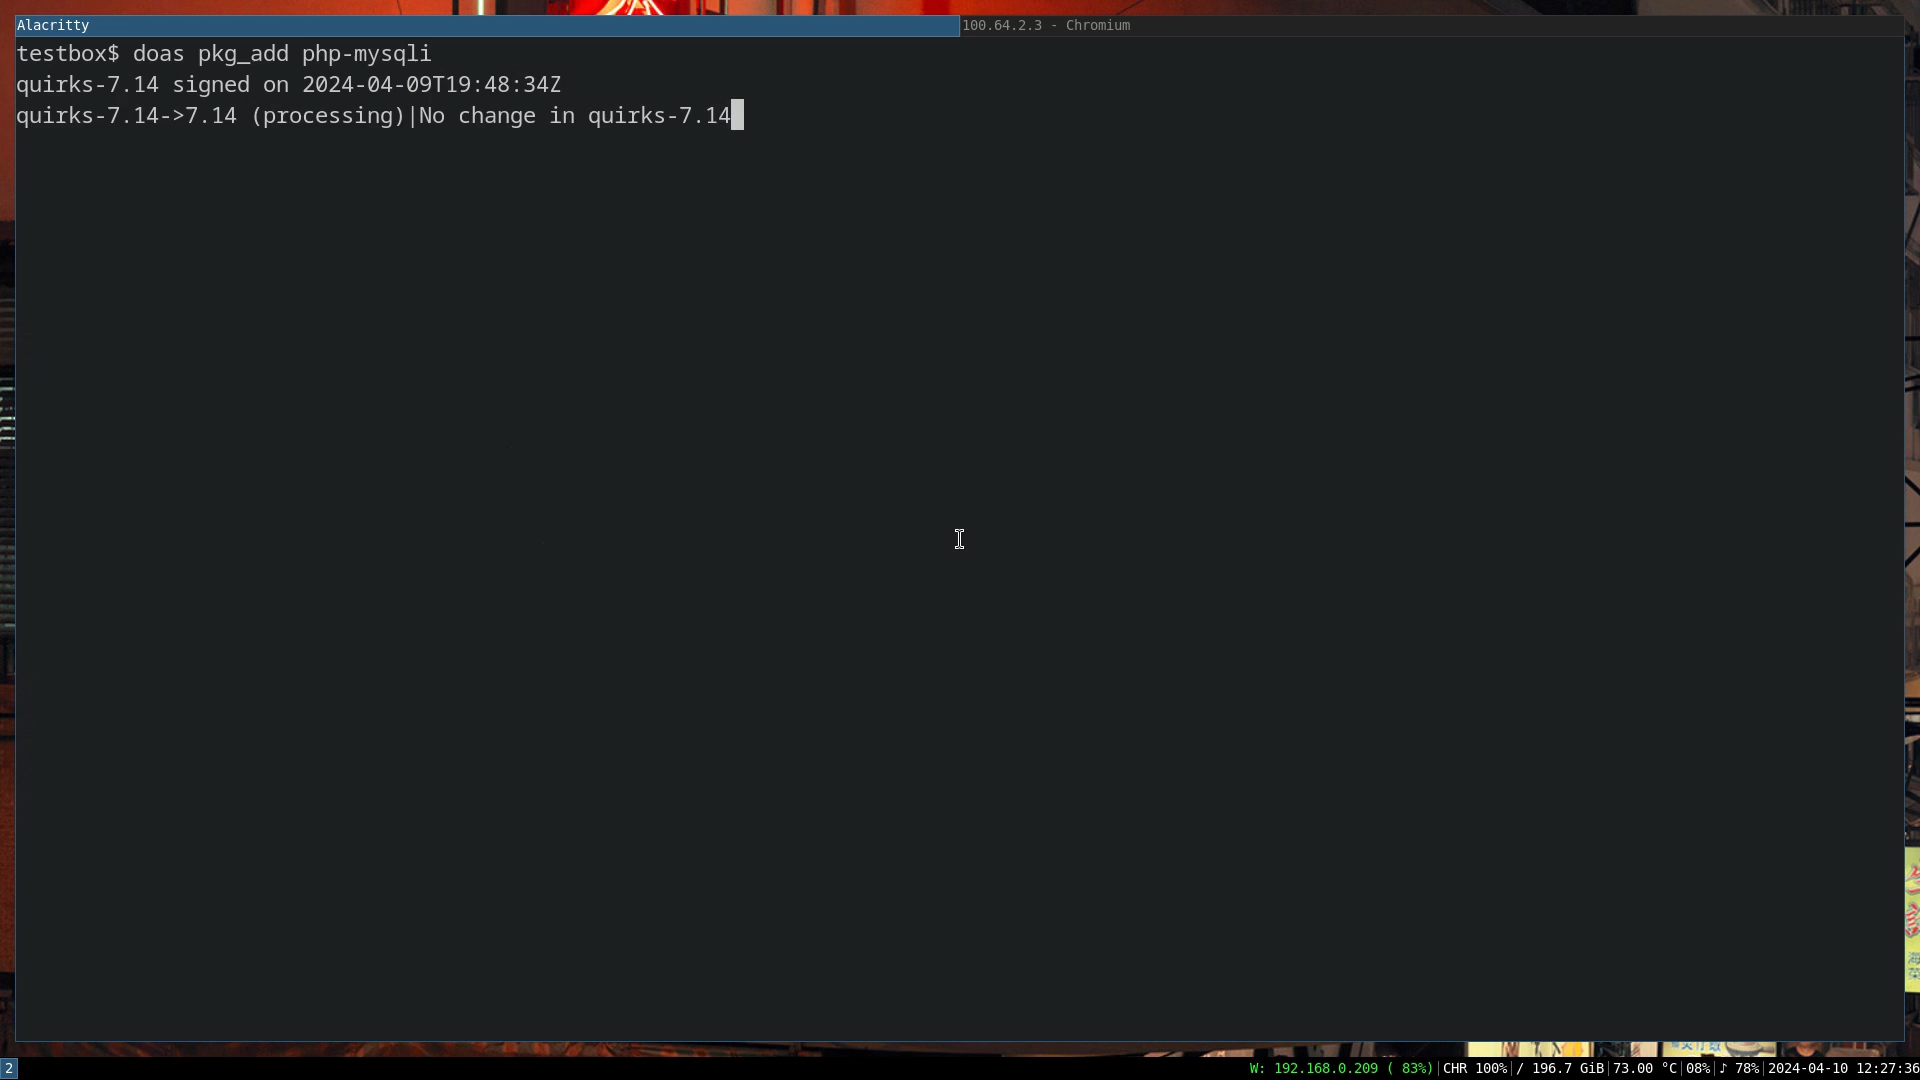 Alacritty
100.64.2.3 - Chromium
testbox$ doas pkg_add php-mysqli
quirks-7.14 signed on 2024-04-09T19:48:34Z
quirks-7.14->7.14 (processing)|No change in quirks-7.14
2
W: 192.168.0.209 ( 83%)|CHR 100%|/ 196.7 GiB|73.00 °C|08%|♪ 78%|2024-04-10 12:27:36